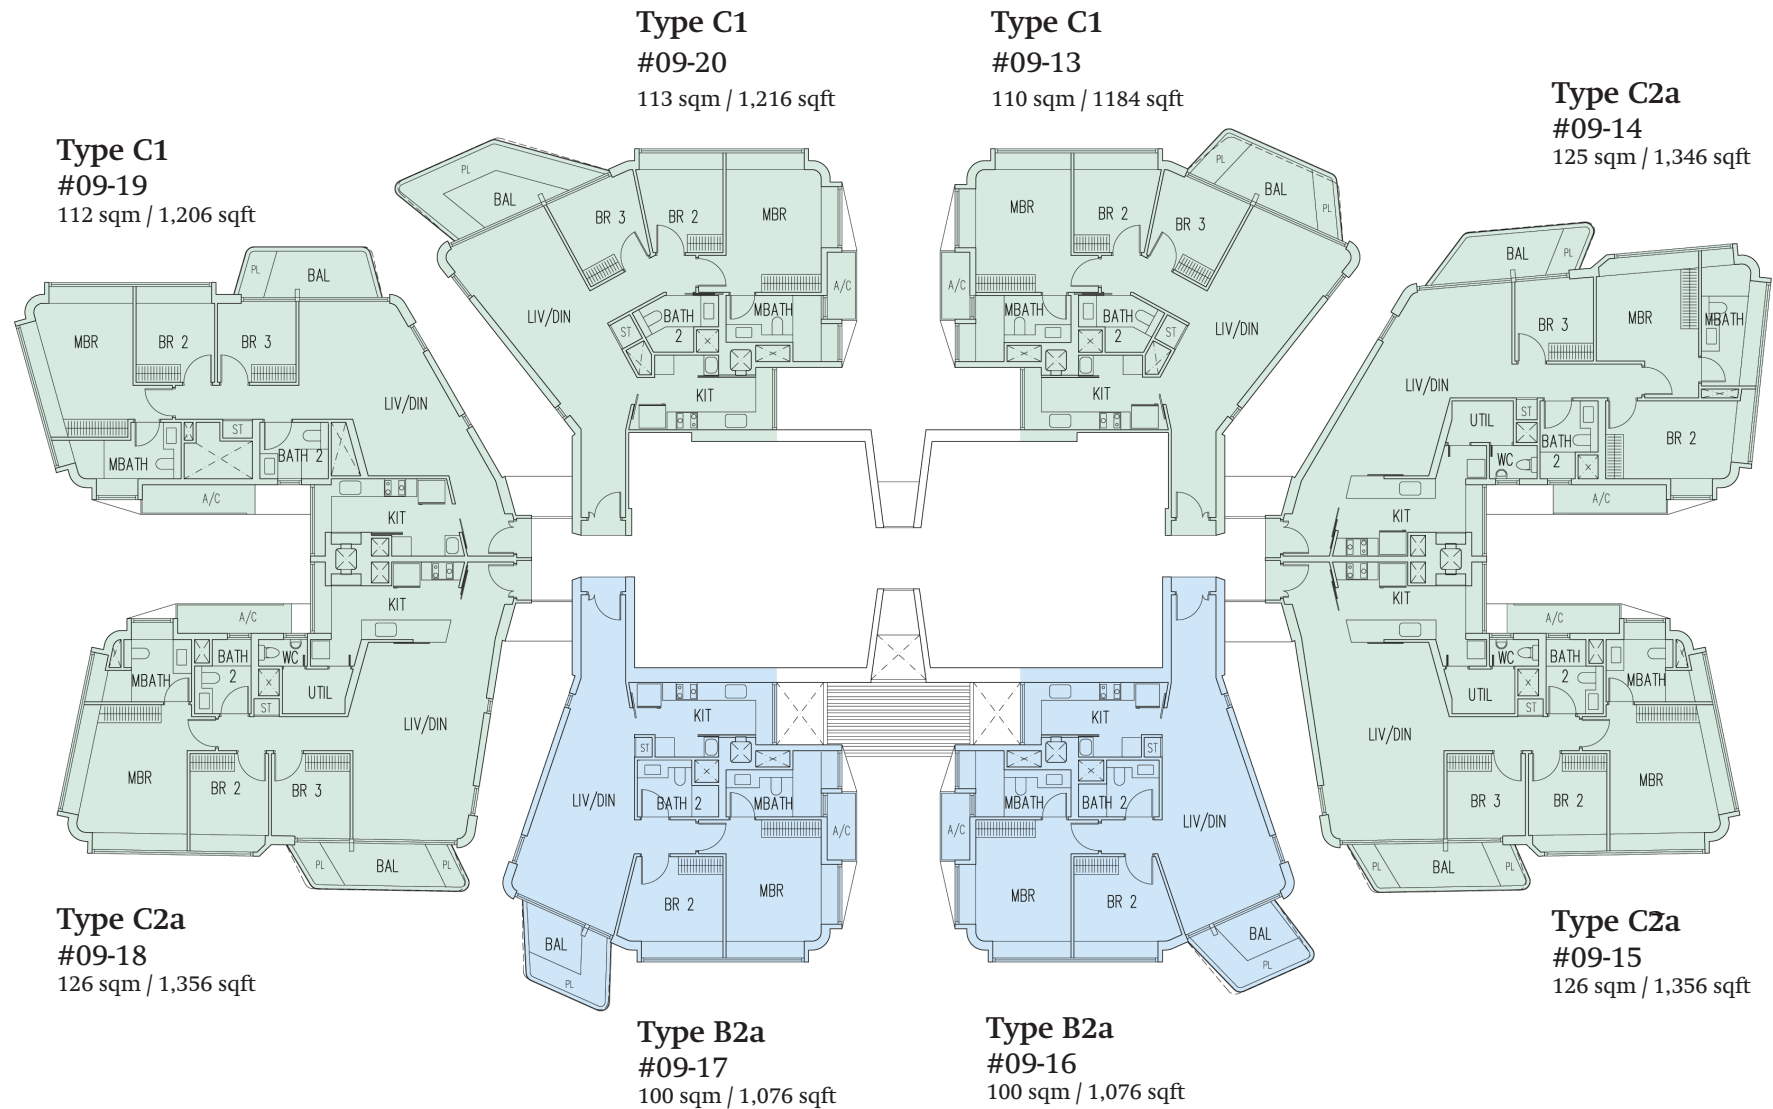 Type C1
#09-20
113 sqm / 1,216 sqft
Type C1
#09-13
110 sqm / 1184 sqft
Type C2a
#09-14
125 sqm / 1,346 sqft
Type C1
#09-19
112 sqm / 1,206 sqft
PL
BAL
BR 3
BR 2
MBR
A/C
LIV/DIN
ST
BATH
2
MBATH
KIT
PL
BAL
PL
MBR
BR 2
BR 3
A/C
MBATH
BATH
2
ST
LIV/DIN
KIT
PL
BAL
MBR
BR 2
BR 3
LIV/DIN
ST
MBATH
BATH 2
A/C
KIT
BAL
PL
BR 3
MBR
MBATH
LIV/DIN
UTIL
ST
BATH
2
WC
BR 2
A/C
KIT
KIT
A/C
BATH
2
WC
MBATH
UTIL
ST
LIV/DIN
MBR
BR 2
BR 3
PL
BAL
PL
KIT
ST
LIV/DIN
BATH 2
MBATH
A/C
BR 2
MBR
BAL
PL
KIT
ST
MBATH
BATH 2
A/C
LIV/DIN
MBR
BR 2
BAL
PL
KIT
A/C
WC
BATH
2
MBATH
UTIL
ST
LIV/DIN
BR 3
BR 2
MBR
PL
BAL
PL
Type C2a
#09-18
126 sqm / 1,356 sqft
Type B2a
#09-17
100 sqm / 1,076 sqft
Type B2a
#09-16
100 sqm / 1,076 sqft
Type C2a
#09-15
126 sqm / 1,356 sqft